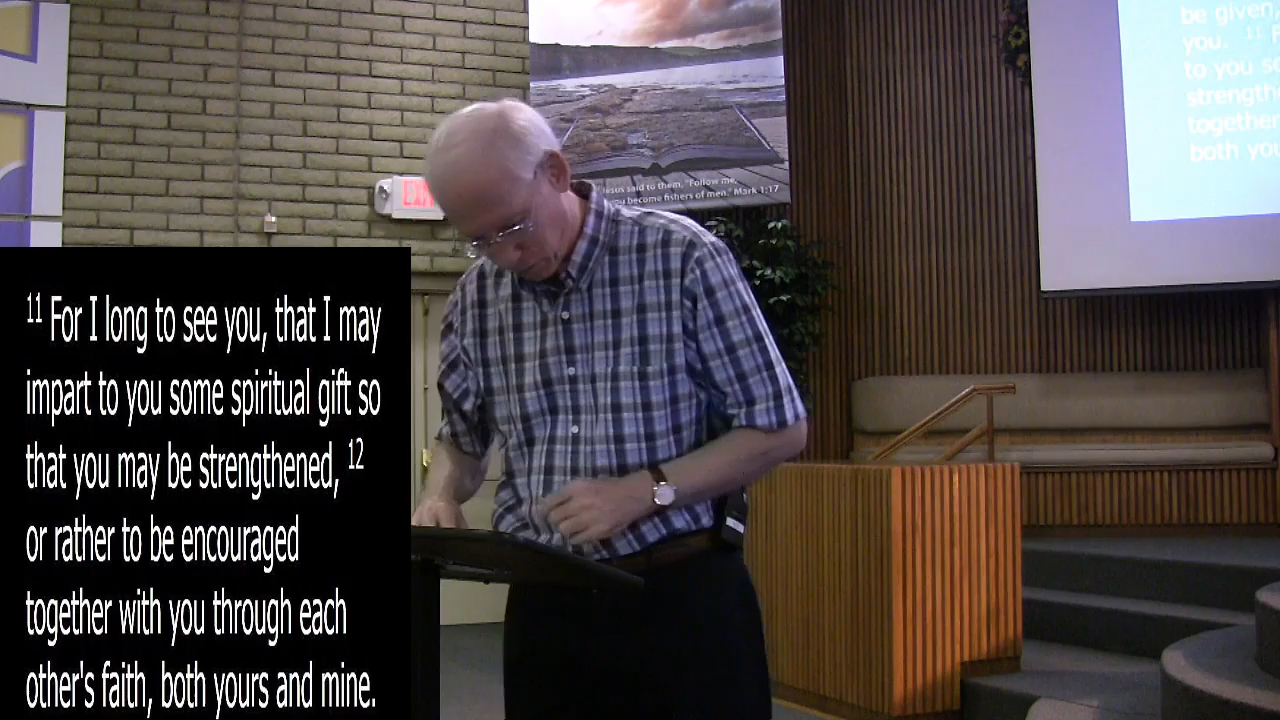 EXI
Jesus said to them, "Follow me,
you become fishers of men." Mark 1:17
be given,
you. 11 F
to you so
strength
together
both you
11 For I long to see you, that I may
impart to you some spiritual gift so
that you may be strengthened, 12
or rather to be encouraged
together with you through each
other's faith, both yours and mine.